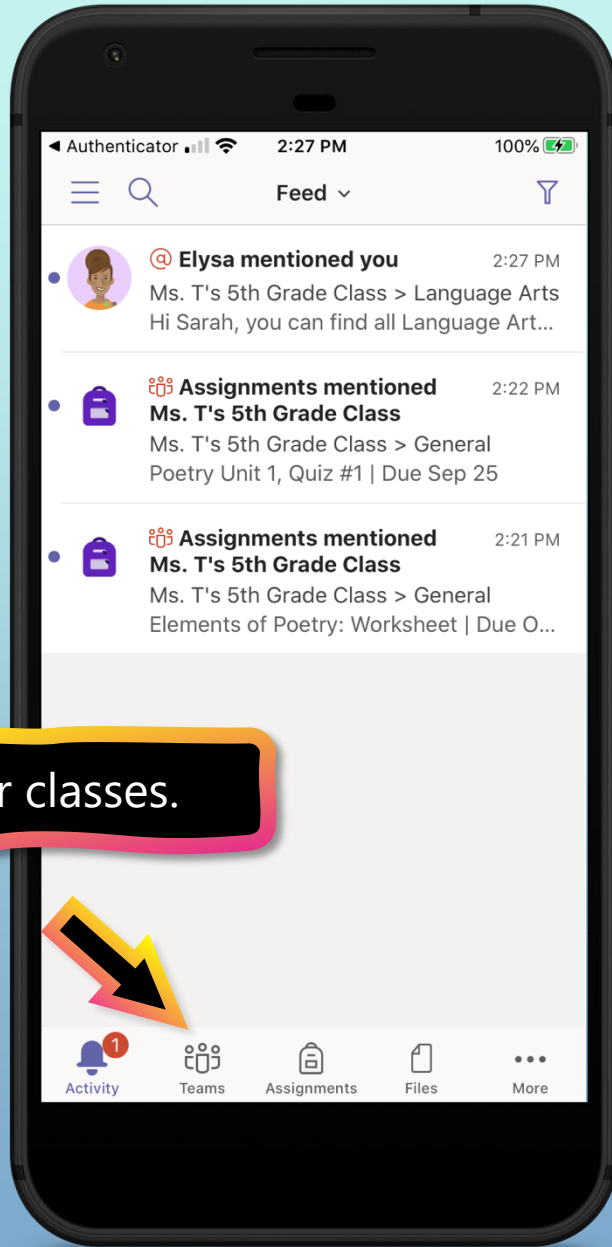 ◄ Authenticator 2:27 PM 100%
Feed
@ Elysa mentioned you 2:27 PM
Ms. T's 5th Grade Class > Language Arts
Hi Sarah, you can find all Language Art...
Assignments mentioned 2:22 PM
Ms. T's 5th Grade Class
Ms. T's 5th Grade Class > General
Poetry Unit 1, Quiz #1 | Due Sep 25
Assignments mentioned 2:21 PM
Ms. T's 5th Grade Class
Ms. T's 5th Grade Class > General
Elements of Poetry: Worksheet | Due O...
classes.
1
Activity Teams Assignments Files More